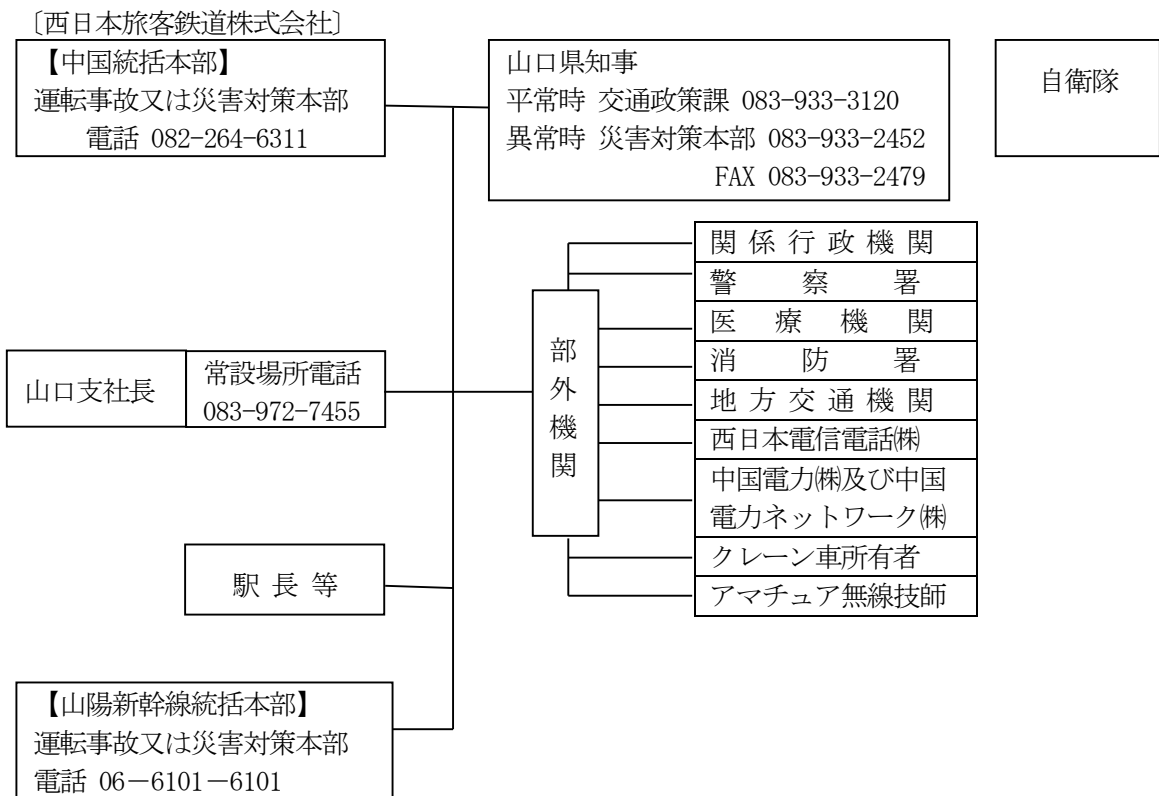 〔西日本旅客鉄道株式会社〕
【中国統括本部】
運転事故又は災害対策本部
電話 082-264-6311
山口県知事
平常時 交通政策課 083-933-3120
異常時 災害対策本部 083-933-2452
FAX 083-933-2479
自衛隊
関係行政機関
警察署
医療機関
消防署
地方交通機関
西日本電信電話㈱
中国電力㈱及び中国
電力ネットワーク㈱
クレーン車所有者
アマチュア無線技師
部外機関
山口支社長
常設場所電話
083-972-7455
駅長等
【山陽新幹線統括本部】
運転事故又は災害対策本部
電話 06－6101－6101